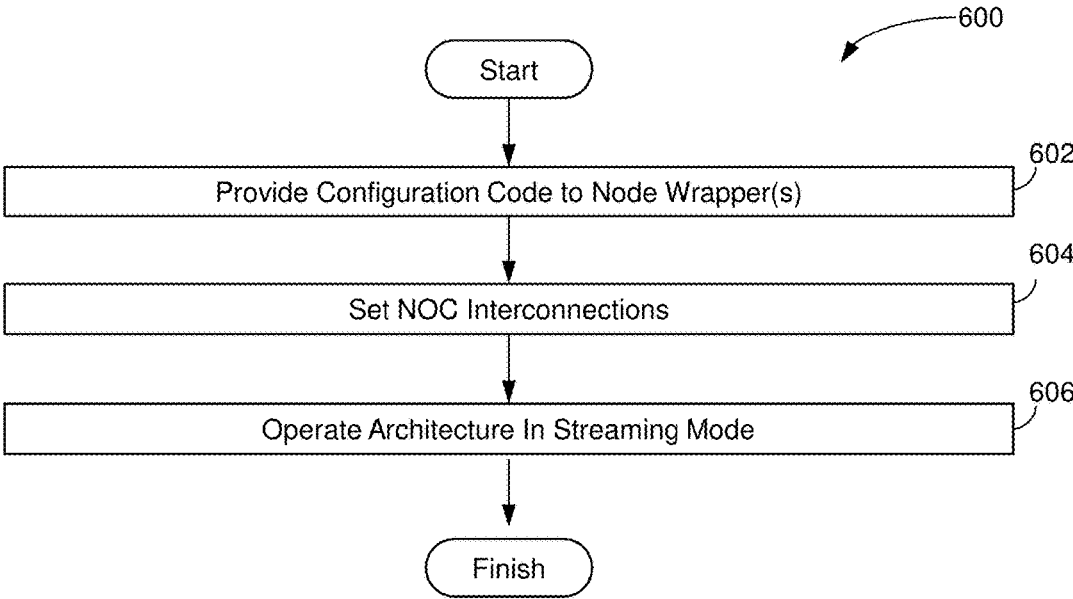 600
Start
602
Provide Configuration Code to Node Wrapper(s)
604
Set NOC Interconnections
606
Operate Architecture In Streaming Mode
Finish